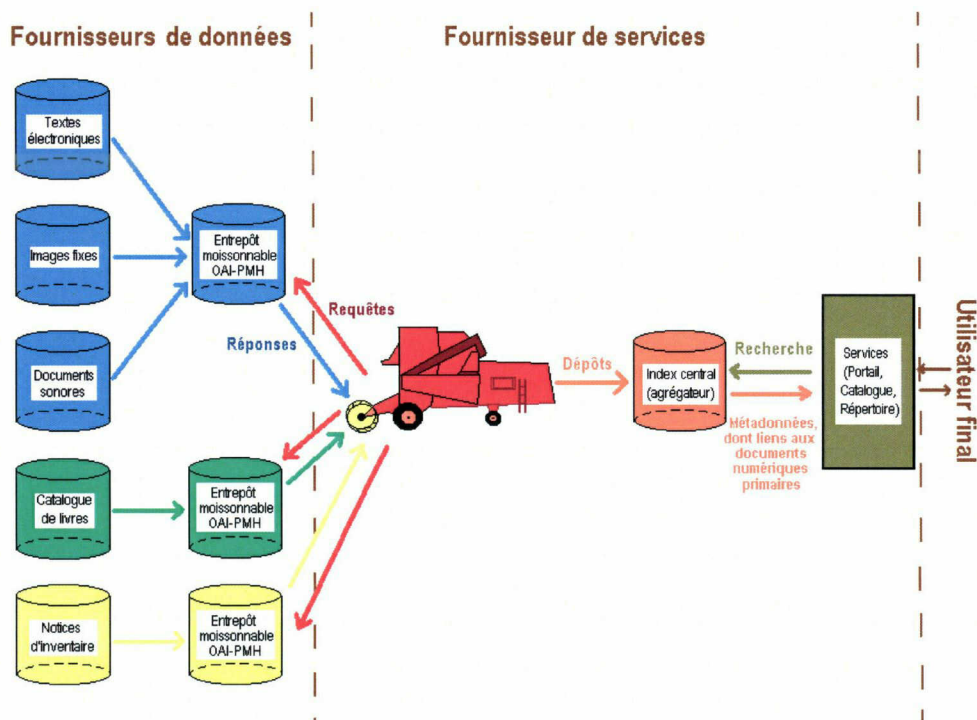 Fournisseurs de données
Fournisseur de services
Textes
électroniques
Images fixes
Documents
sonores
Entrepôt
moissonnable
OAI-PMH
Requêtes
Réponses
Catalogue
de livres
Entrepôt
moissonnable
OAI-PMH
Notices
d'inventaire
Entrepôt
moissonnable
OAI-PMH
Dépôts
Index central
(agrégateur)
Recherche
Métadonnées,
dont liens aux
documents
numériques
primaires
Services
(Portail,
Catalogue,
Répertoire)
Utilisateur final